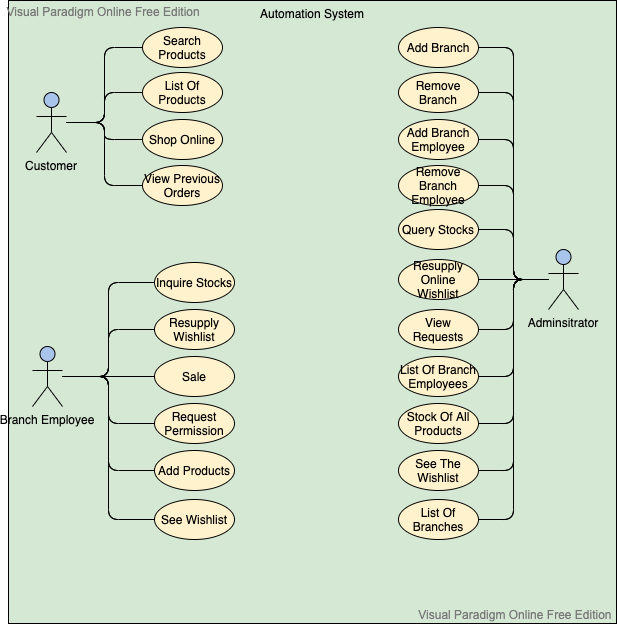 Visual Paradigm Online Free Edition
Automation System
Search
Products
List Of
Products
Shop Online
View Previous
Orders
Customer
Inquire Stocks
Resupply
Wishlist
Sale
Request
Permission
Add Products
See Wishlist
Branch Employee
Add Branch
Remove
Branch
Add Branch
Employee
Remove
Branch
Employee
Query Stocks
Resupply
Online
Wishlist
View
Requests
List Of Branch
Employees
Stock Of All
Products
See The
Wishlist
List Of
Branches
Adminsitrator
Visual Paradigm Online Free Edition